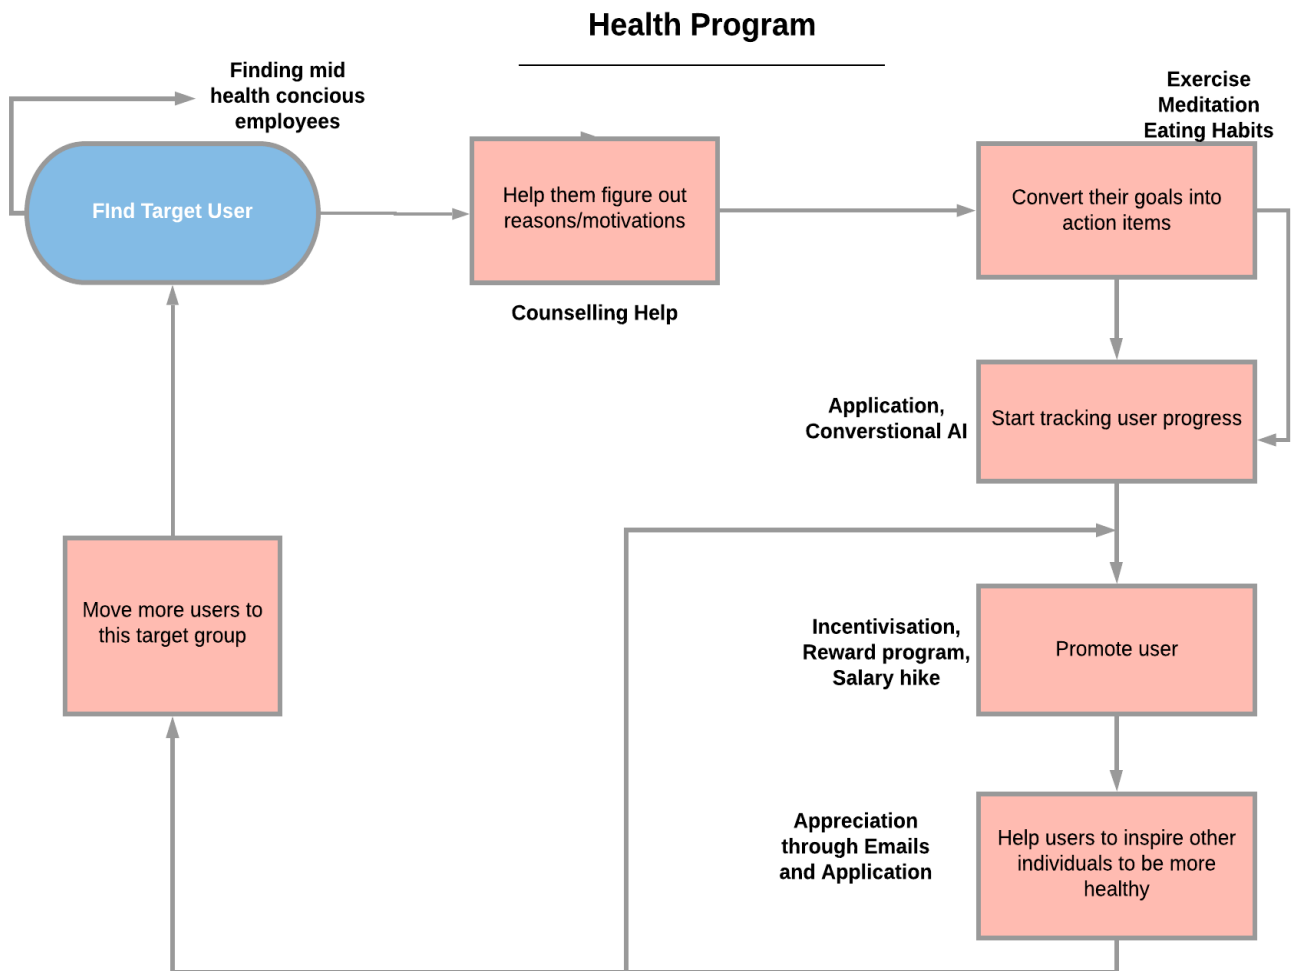 Health Program
Finding mid
health concious
employees
Exercise
Meditation
Eating Habits
FInd Target User
Help them figure out
reasons/motivations
Convert their goals into
action items
Counselling Help
Application,
Converstional AI
Start tracking user progress
Move more users to
this target group
Incentivisation,
Reward program,
Salary hike
Promote user
Appreciation
through Emails
and Application
Help users to inspire other
individuals to be more
healthy